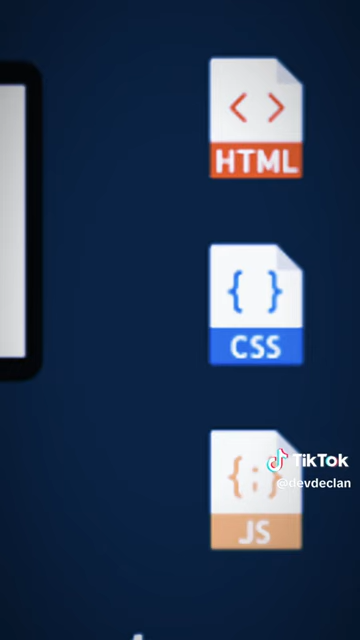 < >
HTML
{ }
CSS
{ ; }
TikTok
@devdeclan
JS